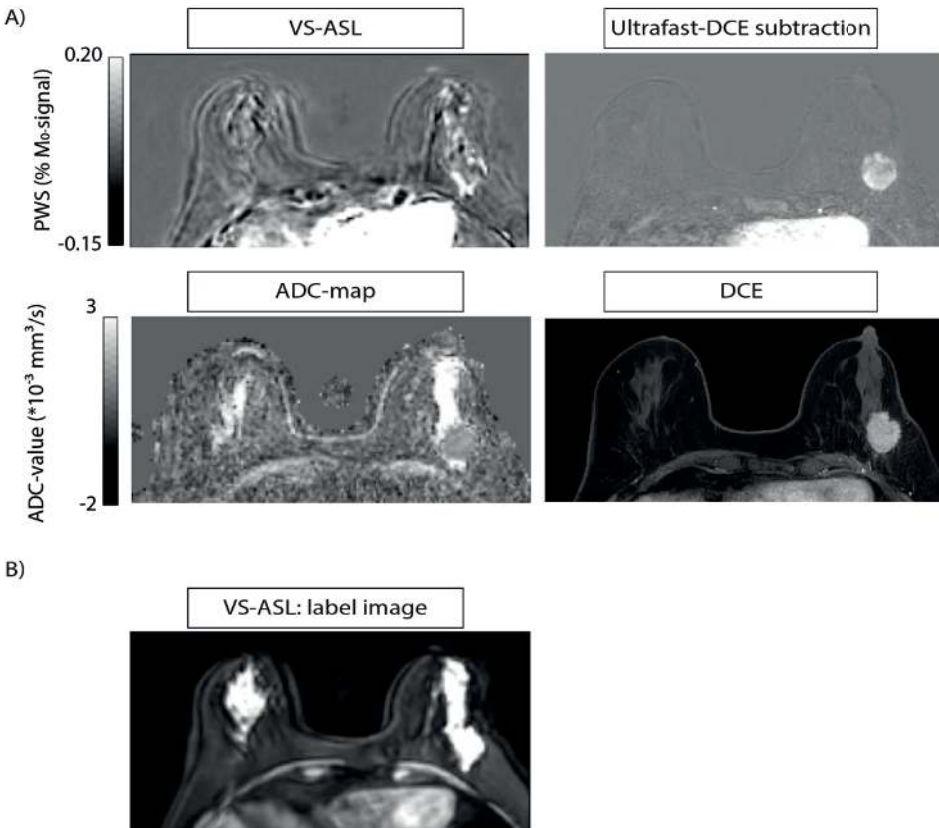 A)
VS-ASL
Ultrafast-DCE subtraction
0.20
PWS (% M₀-signal)
-0.15
ADC-map
DCE
3
ADC-value (*10⁻³ mm³/s)
-2
B)
VS-ASL: label image